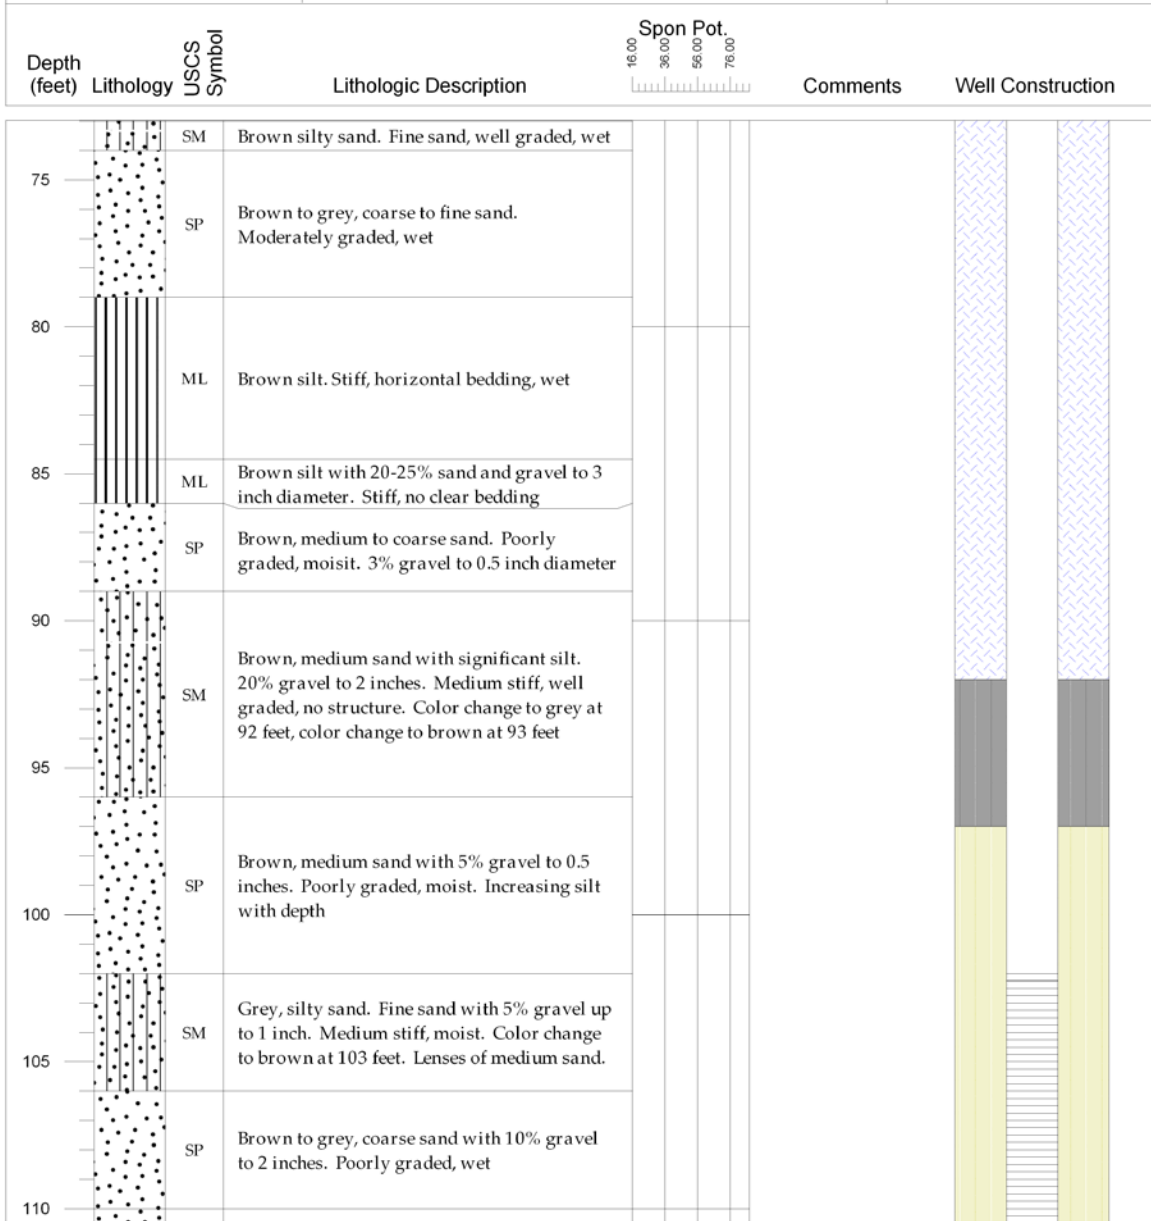 Depth
(feet)
Lithology
USCS
Symbol
Lithologic Description
Spon Pot.
16.00
36.00
56.00
76.00
Comments
Well Construction
SM
Brown silty sand. Fine sand, well graded, wet
75
SP
Brown to grey, coarse to fine sand.
Moderately graded, wet
80
ML
Brown silt. Stiff, horizontal bedding, wet
85
ML
Brown silt with 20-25% sand and gravel to 3
inch diameter. Stiff, no clear bedding
SP
Brown, medium to coarse sand. Poorly
graded, moisit. 3% gravel to 0.5 inch diameter
90
SM
Brown, medium sand with significant silt.
20% gravel to 2 inches. Medium stiff, well
graded, no structure. Color change to grey at
92 feet, color change to brown at 93 feet
95
SP
Brown, medium sand with 5% gravel to 0.5
inches. Poorly graded, moist. Increasing silt
with depth
100
SM
Grey, silty sand. Fine sand with 5% gravel up
to 1 inch. Medium stiff, moist. Color change
to brown at 103 feet. Lenses of medium sand.
105
SP
Brown to grey, coarse sand with 10% gravel
to 2 inches. Poorly graded, wet
110